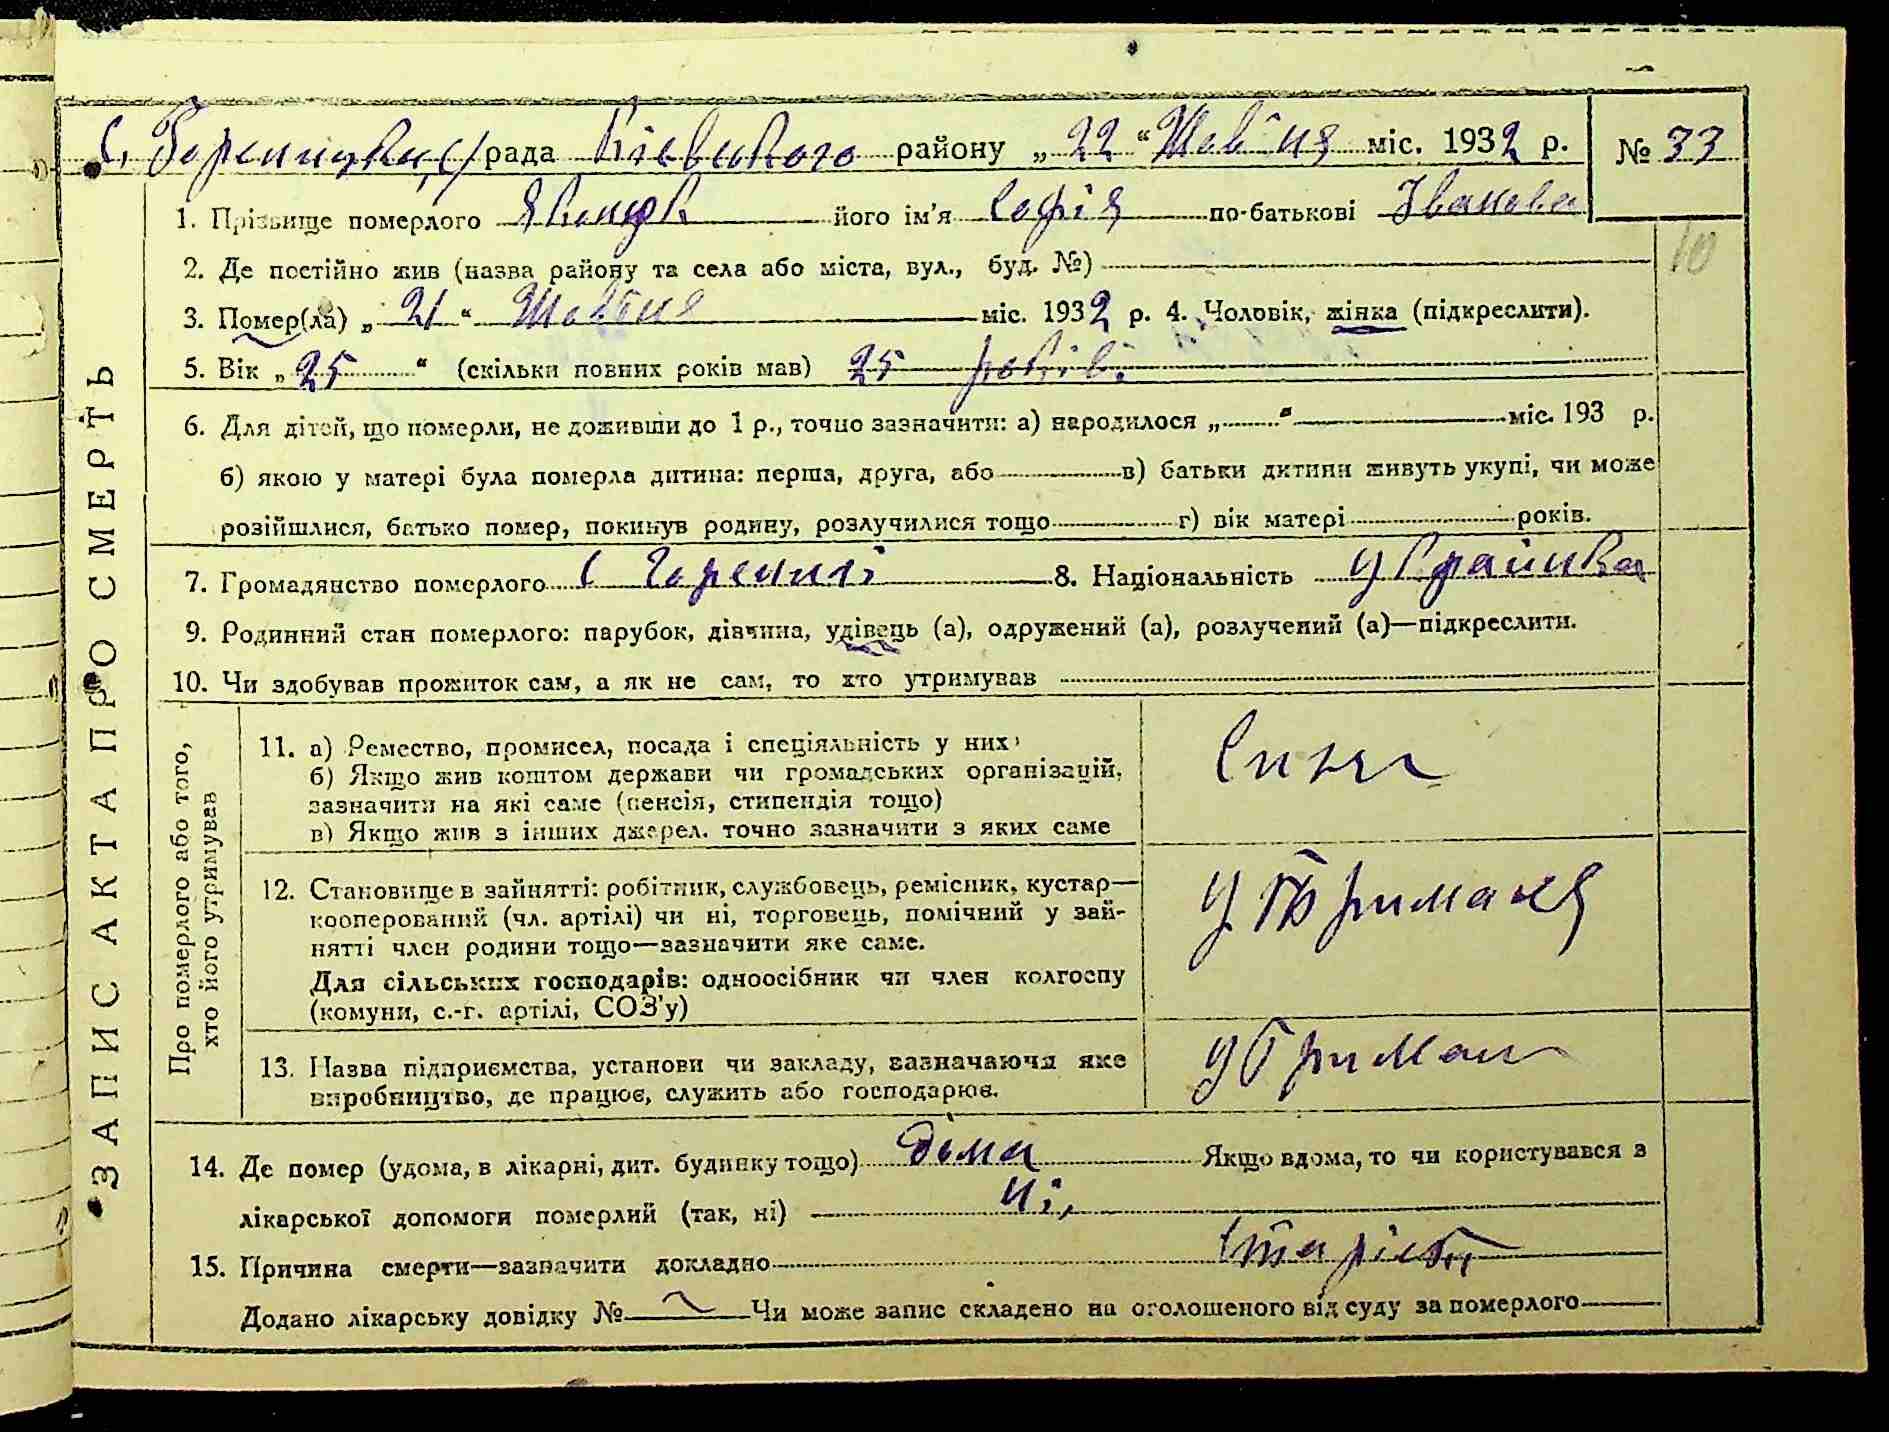 ЗАПИС АКТА ПРО СМЕРТЬ
с. Гореницька с/рада Київського району „22“ Жовтня міс. 1932 р. № 33
1. Прізвище померлого його ім'я Софія по-батькові Іванова
10
2. Де постійно жив (назва району та села або міста, вул., буд. №)
3. Помер(ла) „21“ Жовтня міс. 1932 р. 4. Чоловік, жінка (підкреслити).
5. Вік „25“ (скільки повних років мав) 25 років.
6. Для дітей, що померли, не доживши до 1 р., точно зазначити: а) народилося „ “ міс. 193 р.
б) якою у матері була померла дитина: перша, друга, або в) батьки дитини живуть укупі, чи може
розійшлися, батько помер, покинув родину, розлучилися тощо г) вік матері років.
7. Громадянство померлого с Гореничі 8. Національність Українка
9. Родинний стан померлого: парубок, дівчина, удівець (а), одружений (а), розлучений (а)—підкреслити.
10. Чи здобував прожиток сам, а як не сам, то хто утримував
Про померлого або того,
хто його утримував
11. а) Ремество, промисел, посада і спеціяльність у них
б) Якщо жив коштом держави чи громадських організацій,
зазначити на які саме (пенсія, стипендія тощо)
в) Якщо жив з інших джерел, точно зазначити з яких саме
12. Становище в зайнятті: робітник, службовець, ремісник, кустар—
кооперований (чл. артілі) чи ні, торговець, помічний у зай-
нятті член родини тощо—зазначити яке саме.
Для сільських господарів: одноосібник чи член колгоспу
(комуни, с.-г. артілі, СОЗ'у)
13. Назва підприємства, установи чи закладу, зазначаючи яке
виробництво, де працює, служить або господарює.
14. Де помер (удома, в лікарні, дит. будинку тощо) дома Якщо вдома, то чи користувався з
лікарської допомоги померлий (так, ні) ні,
15. Причина смерти—зазначити докладно старість
Додано лікарську довідку № Чи може запис складено на оголошеного від суду за померлого